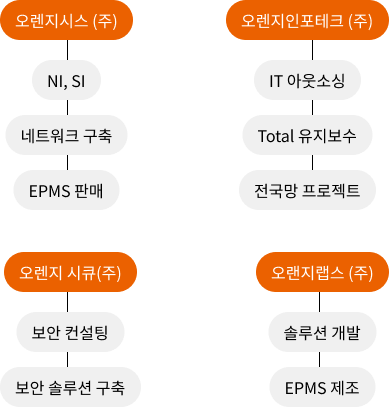 오렌지시스 (주)
NI, SI
네트워크 구축
EPMS 판매
오렌지인포테크 (주)
IT 아웃소싱
Total 유지보수
전국망 프로젝트
오렌지 시큐(주)
보안 컨설팅
보안 솔루션 구축
오랜지랩스 (주)
솔루션 개발
EPMS 제조